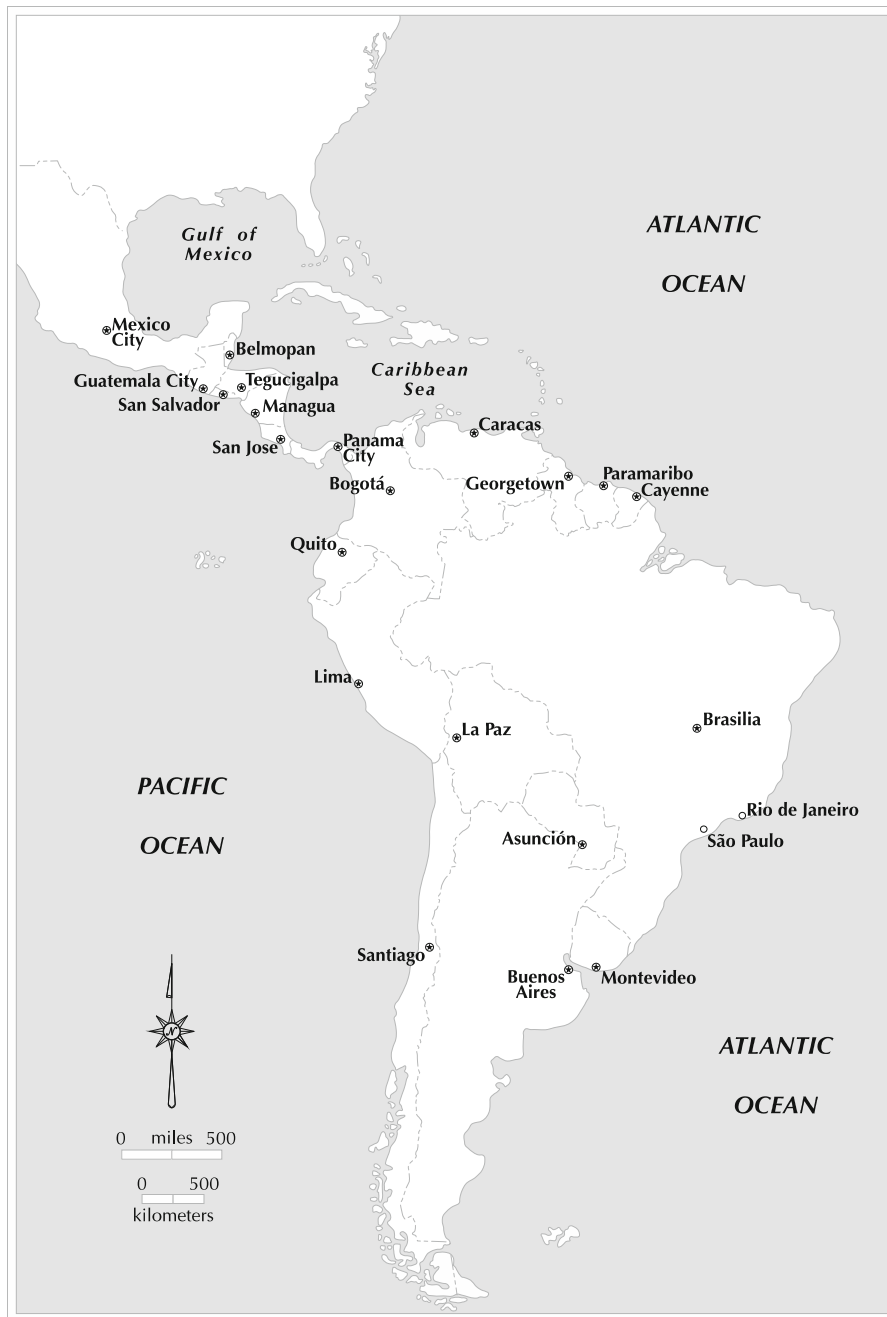 ATLANTIC
OCEAN
Gulf of
Mexico
Mexico
City
Belmopan
Caribbean
Sea
Guatemala City
Tegucigalpa
San Salvador
Managua
Caracas
San Jose
Panama
City
Georgetown
Paramaribo
Bogotá
Cayenne
Quito
Lima
Brasilia
La Paz
PACIFIC
OCEAN
Rio de Janeiro
São Paulo
Asunción
Santiago
Buenos
Aires
Montevideo
N
ATLANTIC
OCEAN
0 miles 500
0 500
kilometers